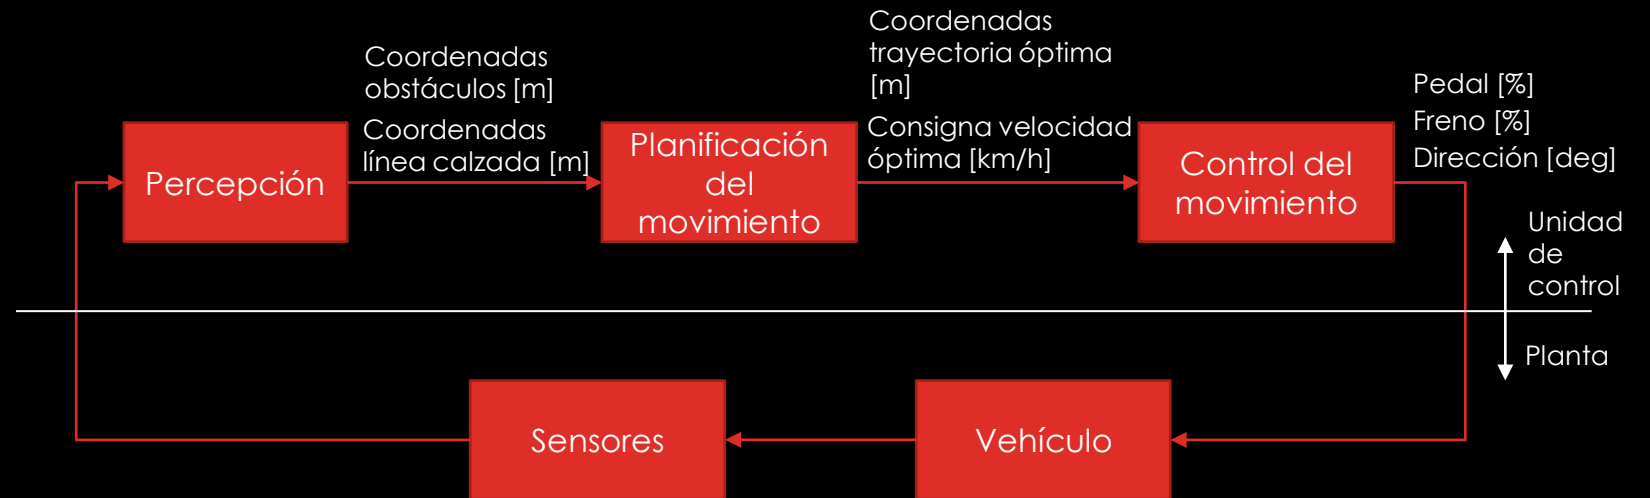 Coordenadas
obstáculos [m]
Coordenadas
línea calzada [m]
Coordenadas
trayectoria óptima
[m]
Consigna velocidad
óptima [km/h]
Pedal [%]
Freno [%]
Dirección [deg]
Percepción
Planificación
del
movimiento
Control del
movimiento
Unidad
de
control
Planta
Sensores
Vehículo